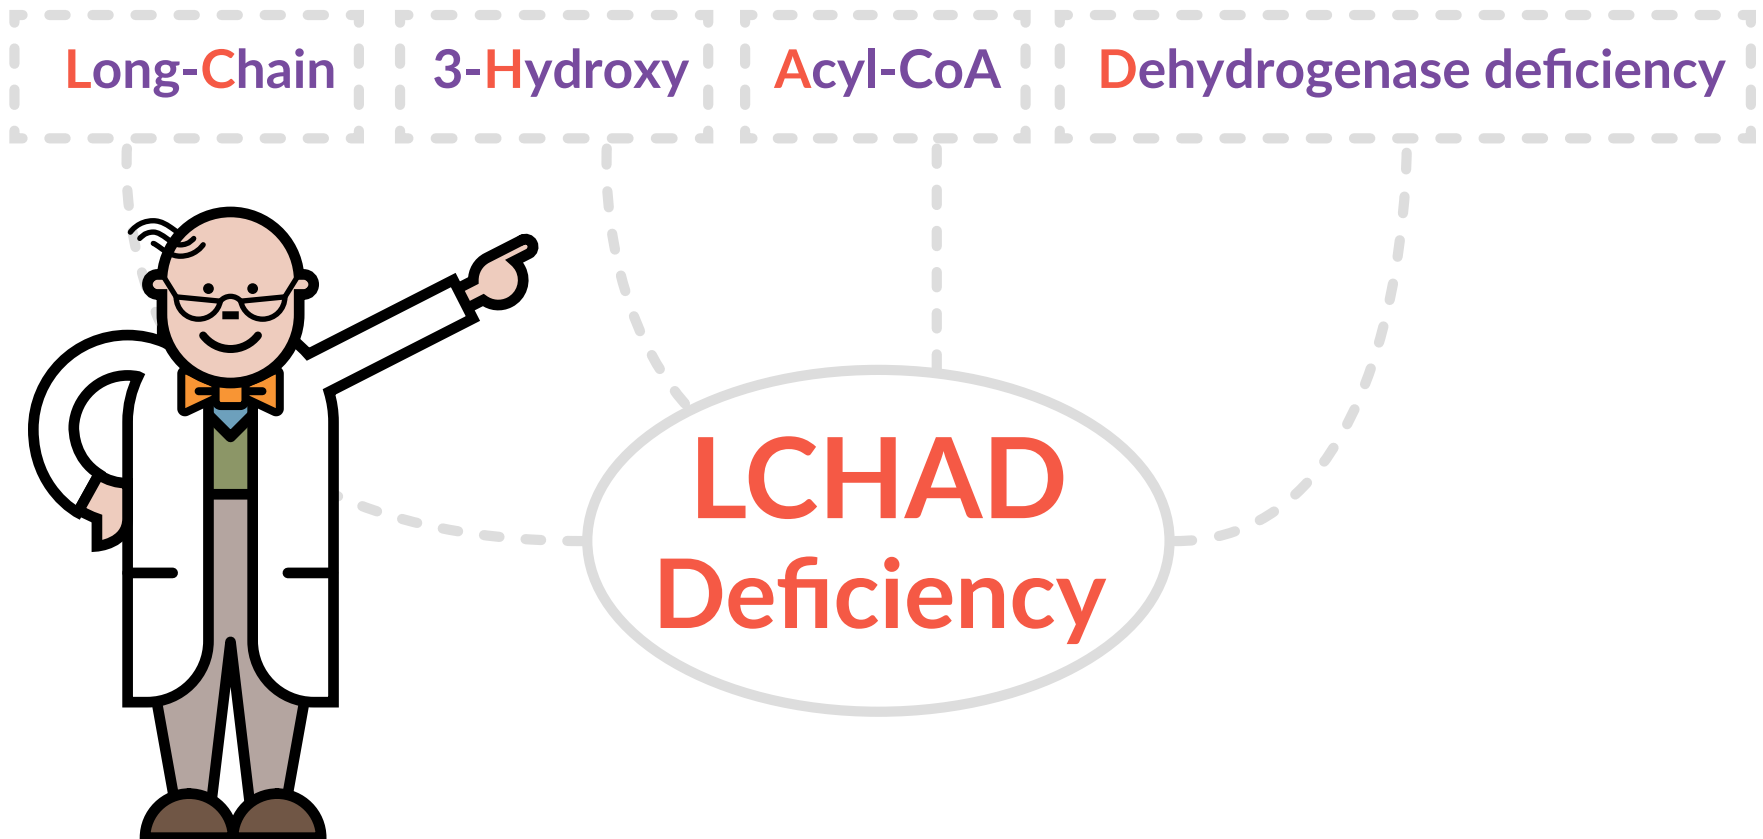 Long-Chain
3-Hydroxy
Acyl-CoA
Dehydrogenase deficiency
LCHAD
Deficiency